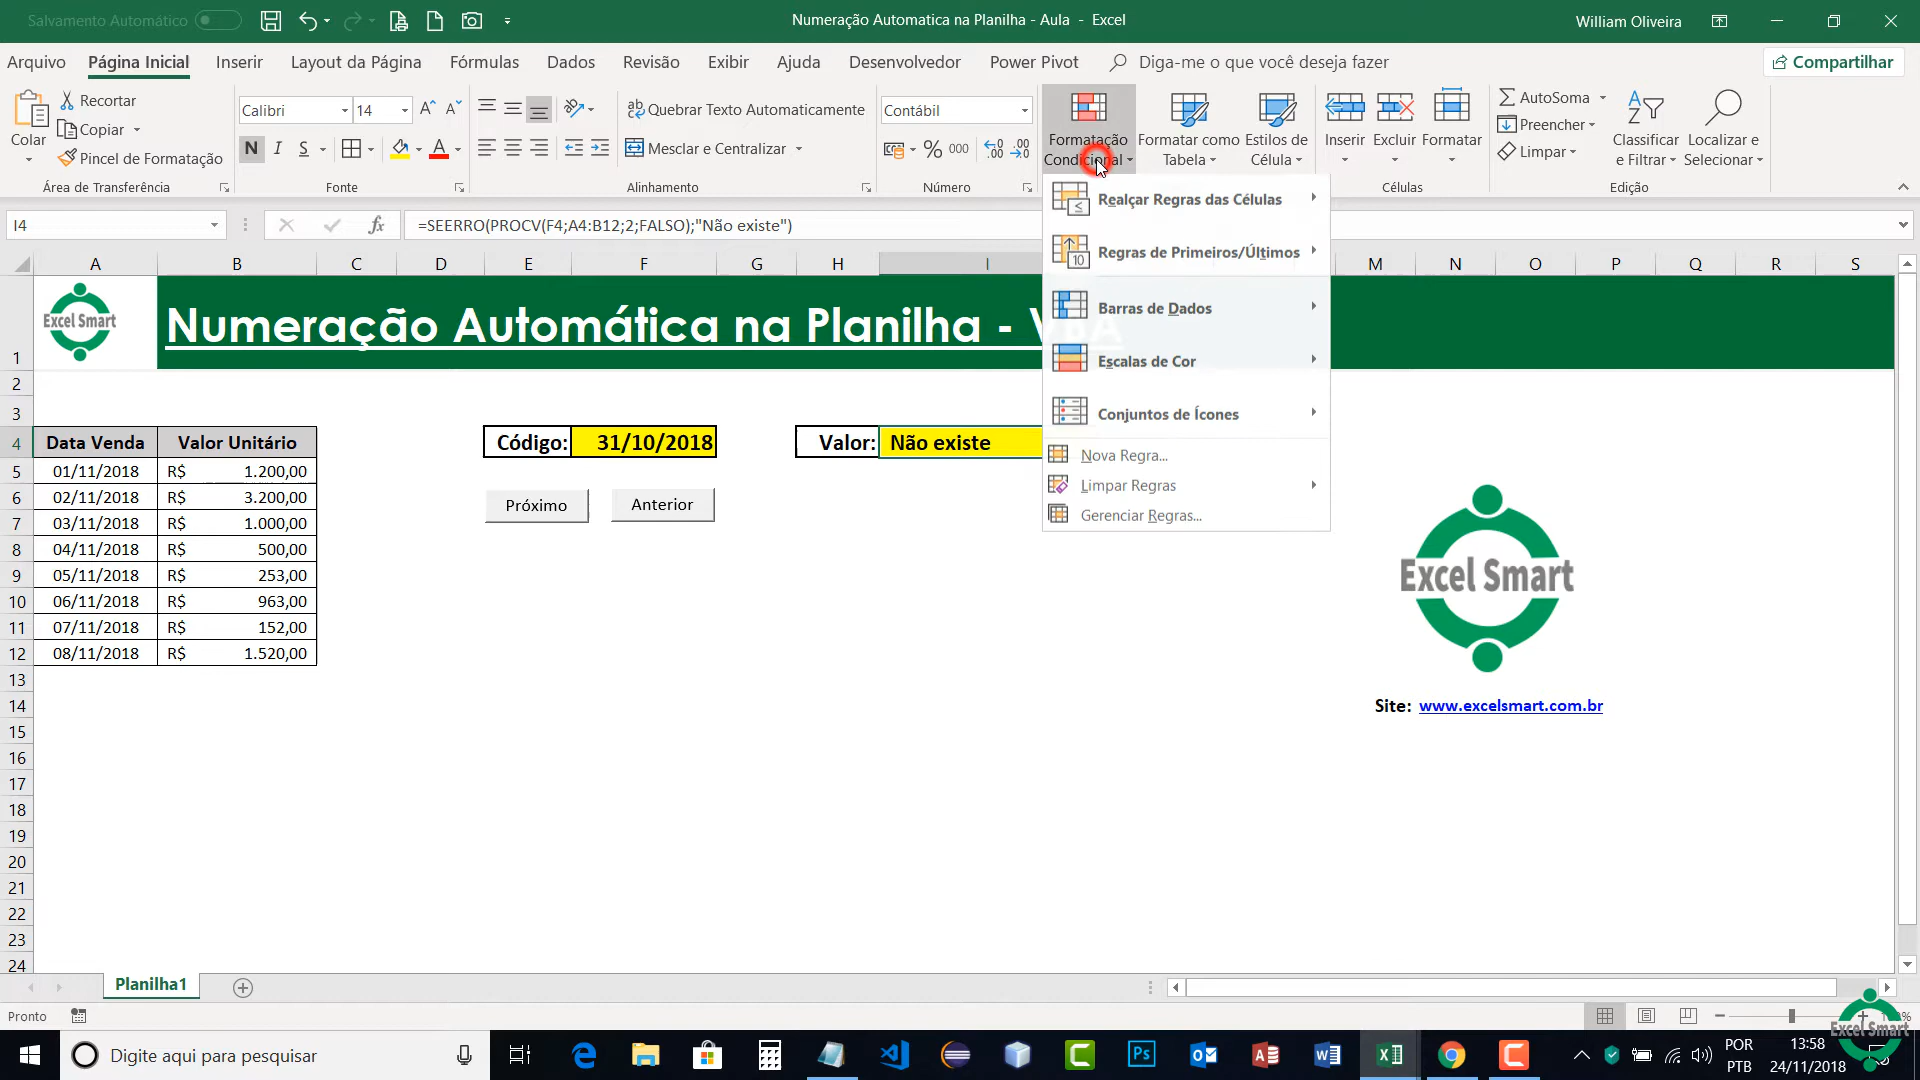 Salvamento Automático
Numeração Automatica na Planilha - Aula - Excel
William Oliveira
Arquivo Página Inicial Inserir Layout da Página Fórmulas Dados Revisão Exibir Ajuda Desenvolvedor Power Pivot Diga-me o que você deseja fazer Compartilhar
Colar
Recortar
Copiar
Pincel de Formatação
Área de Transferência
Calibri 14
N I S
Fonte
Quebrar Texto Automaticamente
Mesclar e Centralizar
Alinhamento
Contábil
% 000
Número
Formatação
Condicional
Formatar como
Tabela
Estilos de
Célula
Inserir Excluir Formatar
Células
AutoSoma
Preencher
Limpar
Classificar
e Filtrar
Localizar e
Selecionar
Edição
I4 fx =SEERRO(PROCV(F4;A4:B12;2;FALSO);"Não existe")
Realçar Regras das Células
Regras de Primeiros/Últimos
Barras de Dados
Escalas de Cor
Conjuntos de Ícones
Nova Regra...
Limpar Regras
Gerenciar Regras...
A B C D E F G H I M N O P Q R S
Excel Smart
Numeração Automática na Planilha - VBA
1
2
3
4 Data Venda Valor Unitário Código: 31/10/2018 Valor: Não existe
5 01/11/2018 R$ 1.200,00
6 02/11/2018 R$ 3.200,00
Próximo Anterior
7 03/11/2018 R$ 1.000,00
8 04/11/2018 R$ 500,00
9 05/11/2018 R$ 253,00
10 06/11/2018 R$ 963,00
11 07/11/2018 R$ 152,00
12 08/11/2018 R$ 1.520,00
13
14
15
16
17
18
19
20
21
22
23
24
Excel Smart
Site: www.excelsmart.com.br
Planilha1
Pronto
Excel Smart
Digite aqui para pesquisar
POR
PTB
13:58
24/11/2018